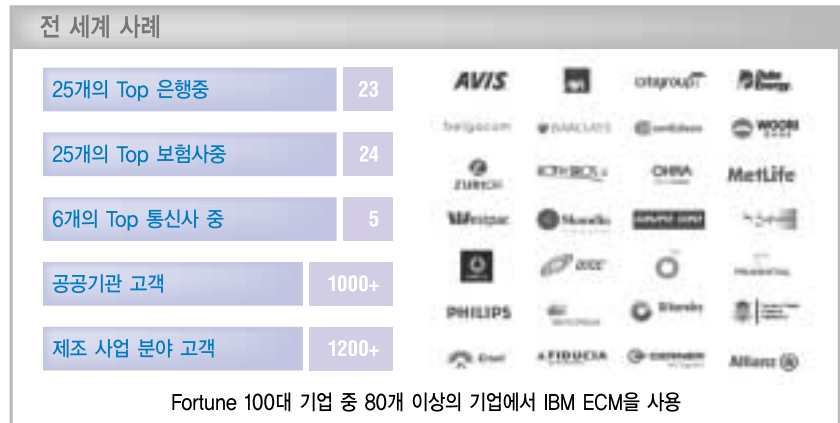 전 세계 사례
25개의 Top 은행중 23
25개의 Top 보험사중 24
6개의 Top 통신사 중 5
공공기관 고객 1000+
제조 사업 분야 고객 1200+
AVIS citigroup Duke Energy
belgacom BARCLAYS WOORI
ZURICH OHRA MetLife
Westpac
PRUDENTIAL
PHILIPS
FIDUCIA Allianz
Fortune 100대 기업 중 80개 이상의 기업에서 IBM ECM을 사용